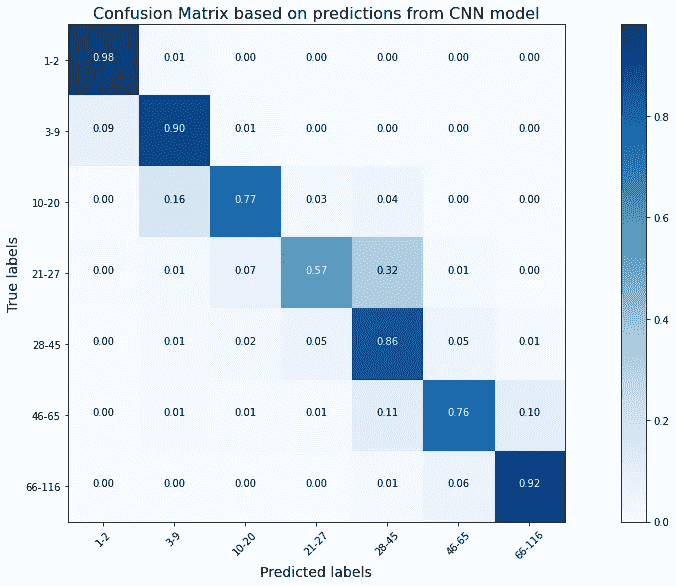 Confusion Matrix based on predictions from CNN model
1-2 0.98 0.01 0.00 0.00 0.00 0.00 0.00
3-9 0.09 0.90 0.01 0.00 0.00 0.00 0.00
10-20 0.00 0.16 0.77 0.03 0.04 0.00 0.00
21-27 0.00 0.01 0.07 0.57 0.32 0.01 0.00
28-45 0.00 0.01 0.02 0.05 0.86 0.05 0.01
46-65 0.00 0.01 0.01 0.01 0.11 0.76 0.10
66-116 0.00 0.00 0.00 0.00 0.01 0.06 0.92
1-2 3-9 10-20 21-27 28-45 46-65 66-116
Predicted labels
True labels
0.8
0.6
0.4
0.2
0.0